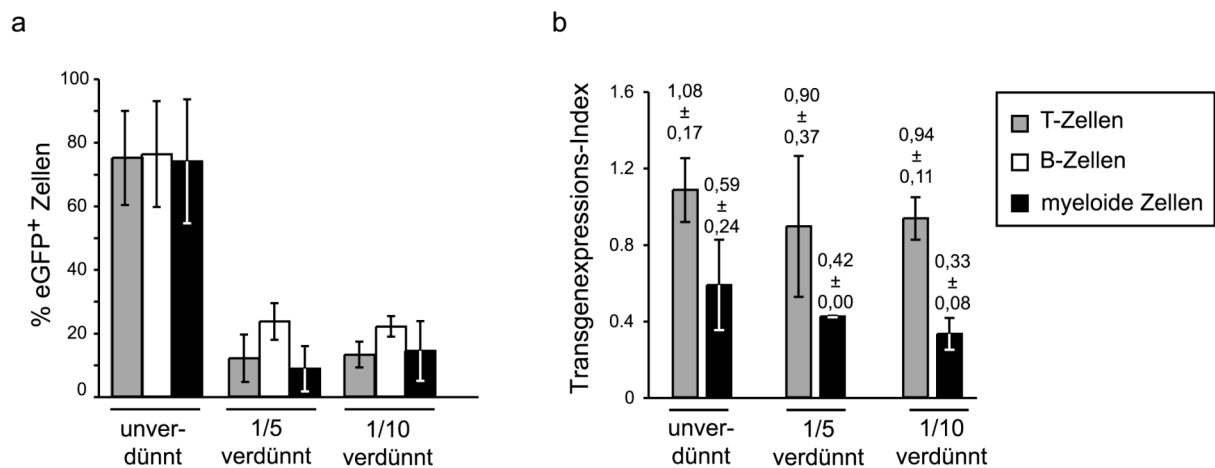 a
% eGFP+ Zellen
100
80
60
40
20
0
unver-
dünnt
1/5
verdünnt
1/10
verdünnt
b
Transgenexpressions-Index
1.6
1.2
0.8
0.4
0
1,08
±
0,17
0,59
±
0,24
0,90
±
0,37
0,42
±
0,00
0,94
±
0,11
0,33
±
0,08
unver-
dünnt
1/5
verdünnt
1/10
verdünnt
T-Zellen
B-Zellen
myeloide Zellen